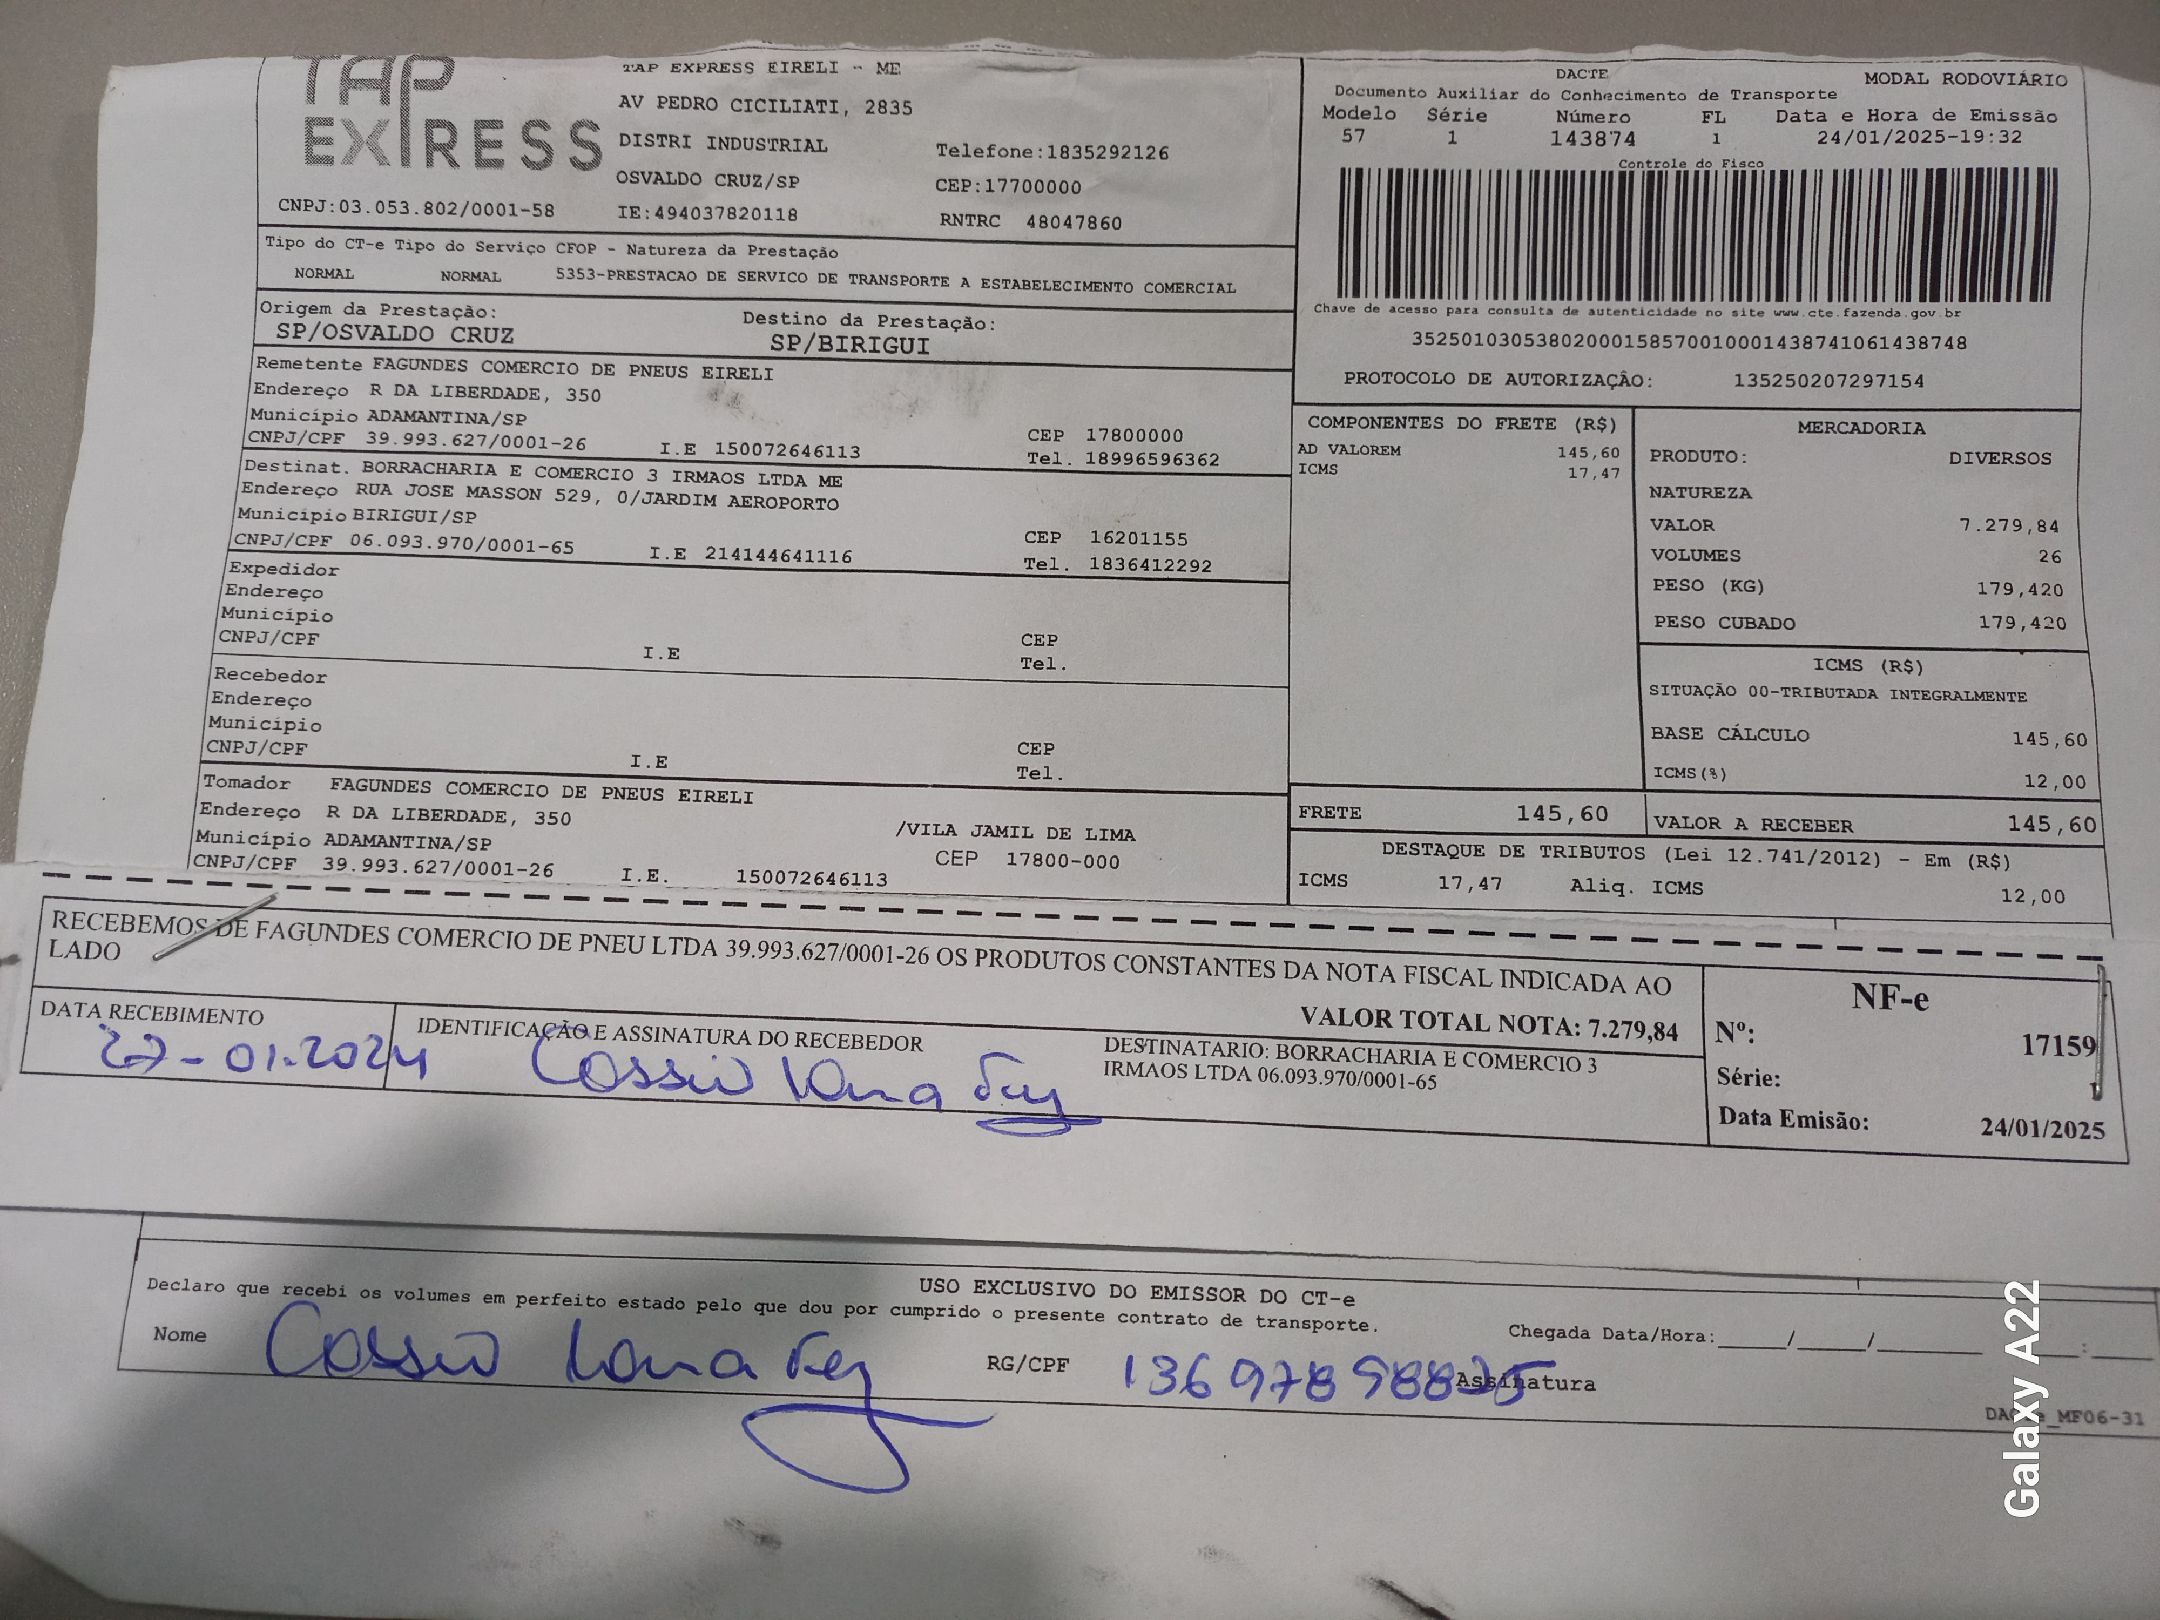 TAP EXPRESS
TAP EXPRESS EIRELI - ME
AV PEDRO CICILIATI, 2835
DISTRI INDUSTRIAL
Telefone:1835292126
OSVALDO CRUZ/SP
CEP:17700000
CNPJ:03.053.802/0001-58
IE:494037820118
RNTRC 48047860
DACTE
MODAL RODOVIÁRIO
Documento Auxiliar do Conhecimento de Transporte
Modelo Série Número FL Data e Hora de Emissão
57 1 143874 1 24/01/2025-19:32
Controle do Fisco
Chave de acesso para consulta de autenticidade no site www.cte.fazenda.gov.br
35250103053802000158570010001438741061438748
PROTOCOLO DE AUTORIZAÇÃO: 135250207297154
Tipo do CT-e Tipo do Serviço CFOP - Natureza da Prestação
NORMAL NORMAL 5353-PRESTACAO DE SERVICO DE TRANSPORTE A ESTABELECIMENTO COMERCIAL
Origem da Prestação: Destino da Prestação:
SP/OSVALDO CRUZ SP/BIRIGUI
Remetente FAGUNDES COMERCIO DE PNEUS EIRELI
Endereço R DA LIBERDADE, 350
Município ADAMANTINA/SP CEP 17800000
CNPJ/CPF 39.993.627/0001-26 I.E 150072646113 Tel. 18996596362
Destinat. BORRACHARIA E COMERCIO 3 IRMAOS LTDA ME
Endereço RUA JOSE MASSON 529, 0/JARDIM AEROPORTO
Município BIRIGUI/SP CEP 16201155
CNPJ/CPF 06.093.970/0001-65 I.E 214144641116 Tel. 1836412292
Expedidor
Endereço
Município CEP
CNPJ/CPF I.E Tel.
Recebedor
Endereço
Município CEP
CNPJ/CPF I.E Tel.
Tomador FAGUNDES COMERCIO DE PNEUS EIRELI
Endereço R DA LIBERDADE, 350 /VILA JAMIL DE LIMA
Município ADAMANTINA/SP CEP 17800-000
CNPJ/CPF 39.993.627/0001-26 I.E. 150072646113
COMPONENTES DO FRETE (R$)
AD VALOREM 145,60
ICMS 17,47
MERCADORIA
PRODUTO: DIVERSOS
NATUREZA
VALOR 7.279,84
VOLUMES 26
PESO (KG) 179,420
PESO CUBADO 179,420
ICMS (R$)
SITUAÇÃO 00-TRIBUTADA INTEGRALMENTE
BASE CÁLCULO 145,60
ICMS(%) 12,00
FRETE 145,60 VALOR A RECEBER 145,60
DESTAQUE DE TRIBUTOS (Lei 12.741/2012) - Em (R$)
ICMS 17,47 Aliq. ICMS 12,00
RECEBEMOS DE FAGUNDES COMERCIO DE PNEU LTDA 39.993.627/0001-26 OS PRODUTOS CONSTANTES DA NOTA FISCAL INDICADA AO
LADO
VALOR TOTAL NOTA: 7.279,84
DATA RECEBIMENTO
27-01-2024
IDENTIFICAÇÃO E ASSINATURA DO RECEBEDOR
Cassio
DESTINATARIO: BORRACHARIA E COMERCIO 3
IRMAOS LTDA 06.093.970/0001-65
NF-e
Nº: 17159
Série: 1
Data Emissão: 24/01/2025
USO EXCLUSIVO DO EMISSOR DO CT-e
Declaro que recebi os volumes em perfeito estado pelo que dou por cumprido o presente contrato de transporte.
Nome Cassio RG/CPF Assinatura
Chegada Data/Hora:_____/_____/_________ ____:____
MF06-31
Galaxy A22